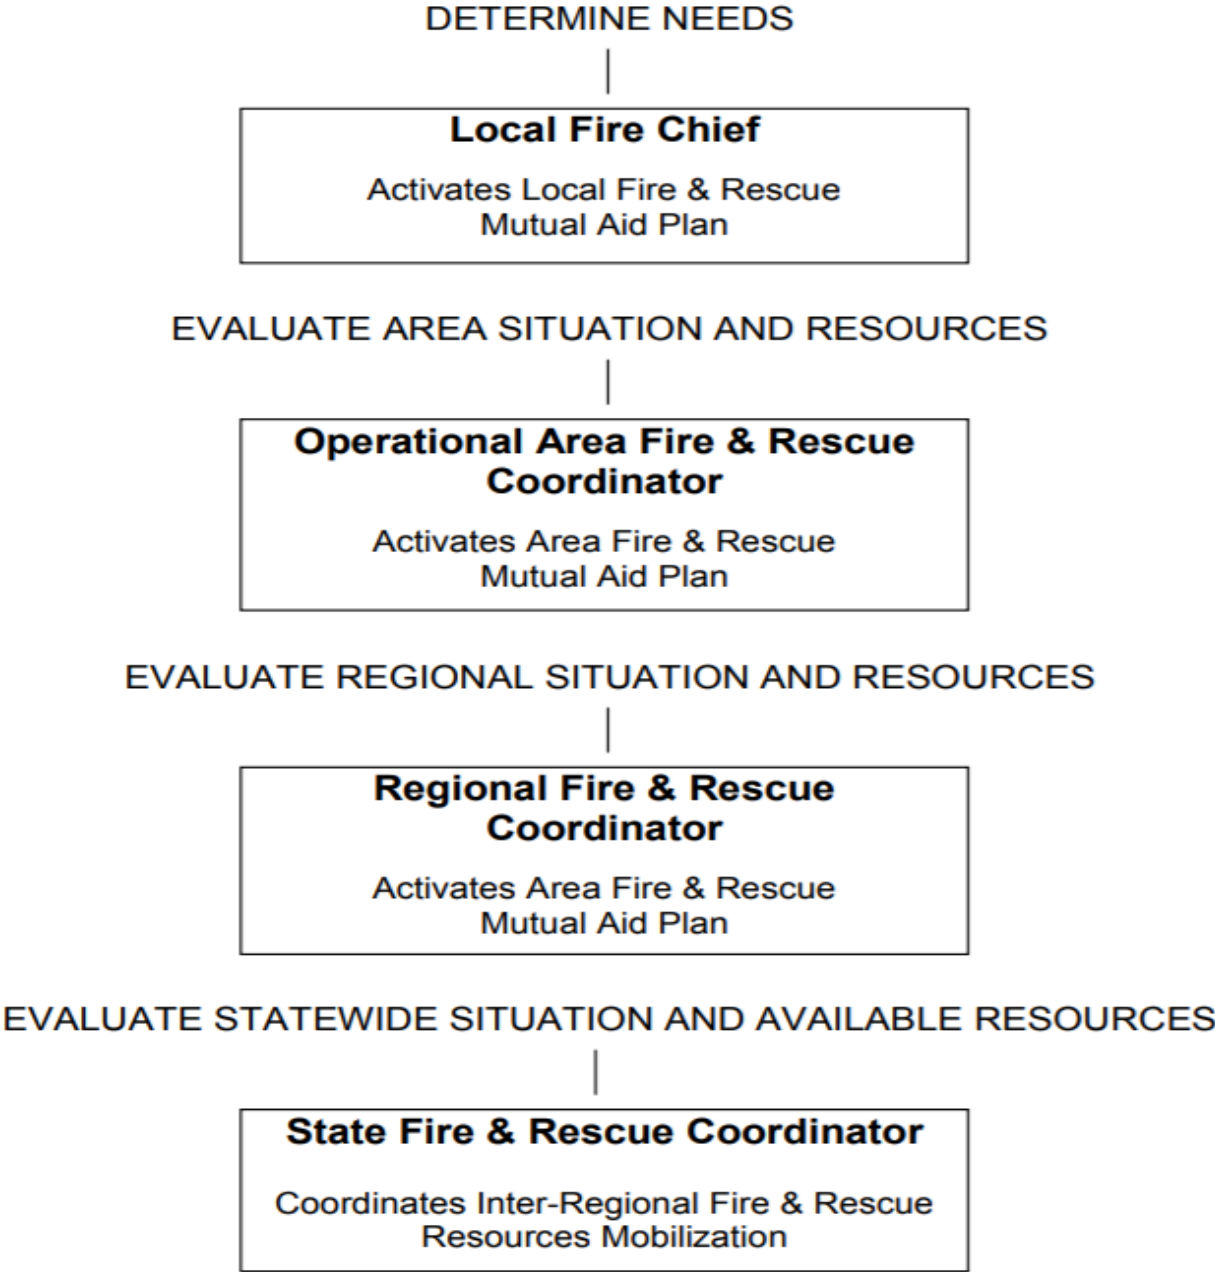 DETERMINE NEEDS
Local Fire Chief
Activates Local Fire & Rescue
Mutual Aid Plan
EVALUATE AREA SITUATION AND RESOURCES
Operational Area Fire & Rescue
Coordinator
Activates Area Fire & Rescue
Mutual Aid Plan
EVALUATE REGIONAL SITUATION AND RESOURCES
Regional Fire & Rescue
Coordinator
Activates Area Fire & Rescue
Mutual Aid Plan
EVALUATE STATEWIDE SITUATION AND AVAILABLE RESOURCES
State Fire & Rescue Coordinator
Coordinates Inter-Regional Fire & Rescue
Resources Mobilization